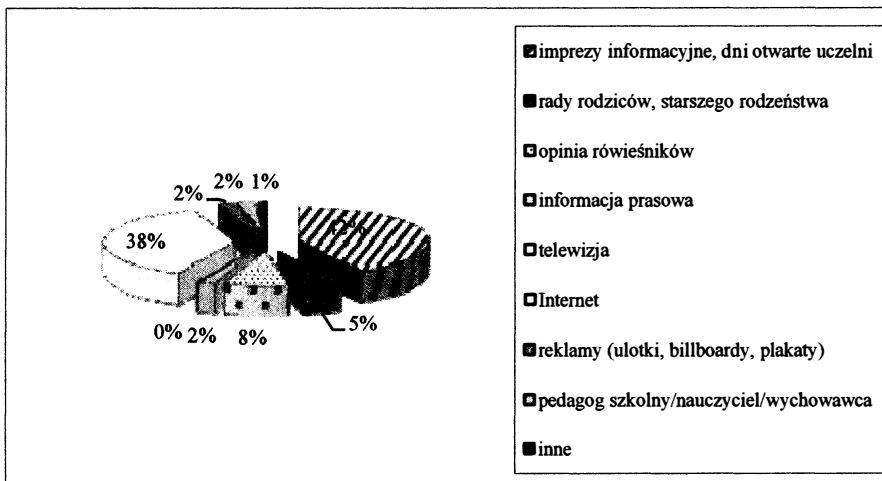 imprezy informacyjne, dni otwarte uczelni
rady rodziców, starszego rodzeństwa
opinia rówieśników
informacja prasowa
telewizja
Internet
reklamy (ulotki, billboardy, plakaty)
pedagog szkolny/nauczyciel/wychowawca
inne
2% 2% 1%
38%
0% 2% 8% 5%